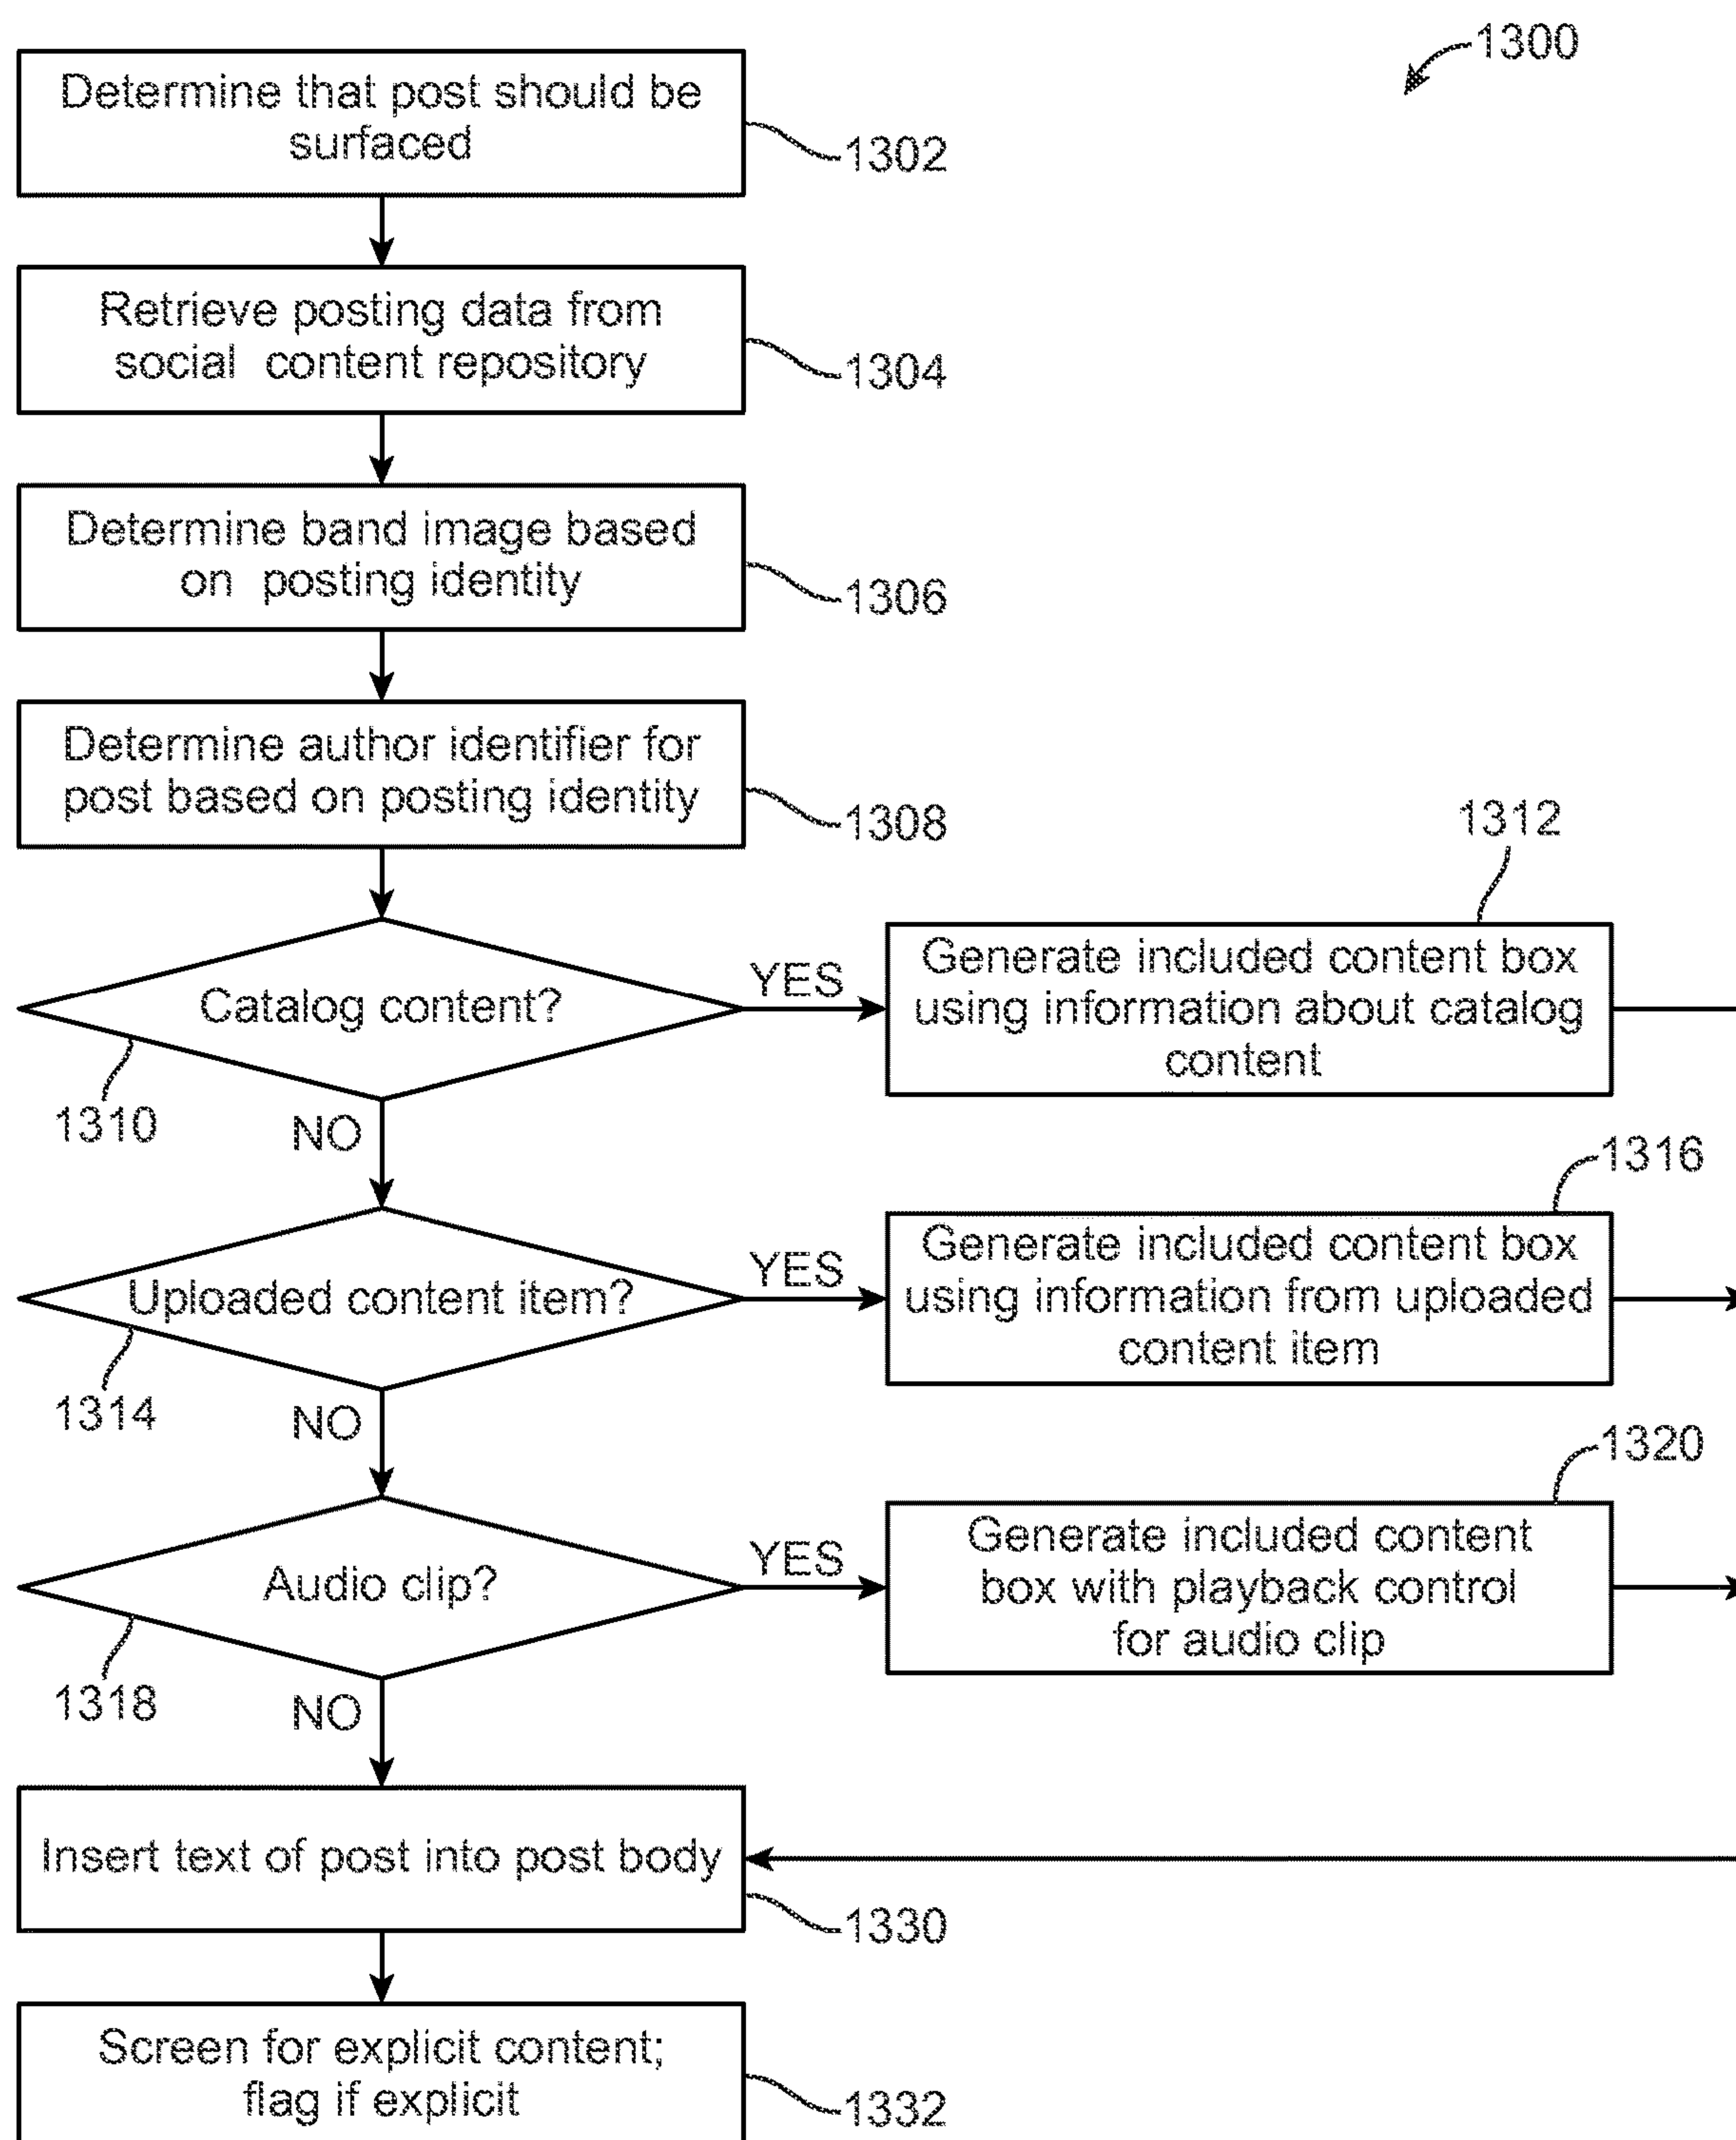 1300
Determine that post should be
surfaced
1302
Retrieve posting data from
social content repository
1304
Determine band image based
on posting identity
1306
Determine author identifier for
post based on posting identity
1308
1312
Catalog content?
YES
Generate included content box
using information about catalog
content
1310
NO
1316
Uploaded content item?
YES
Generate included content box
using information from uploaded
content item
1314
NO
1320
Audio clip?
YES
Generate included content
box with playback control
for audio clip
1318
NO
Insert text of post into post body
1330
Screen for explicit content;
flag if explicit
1332